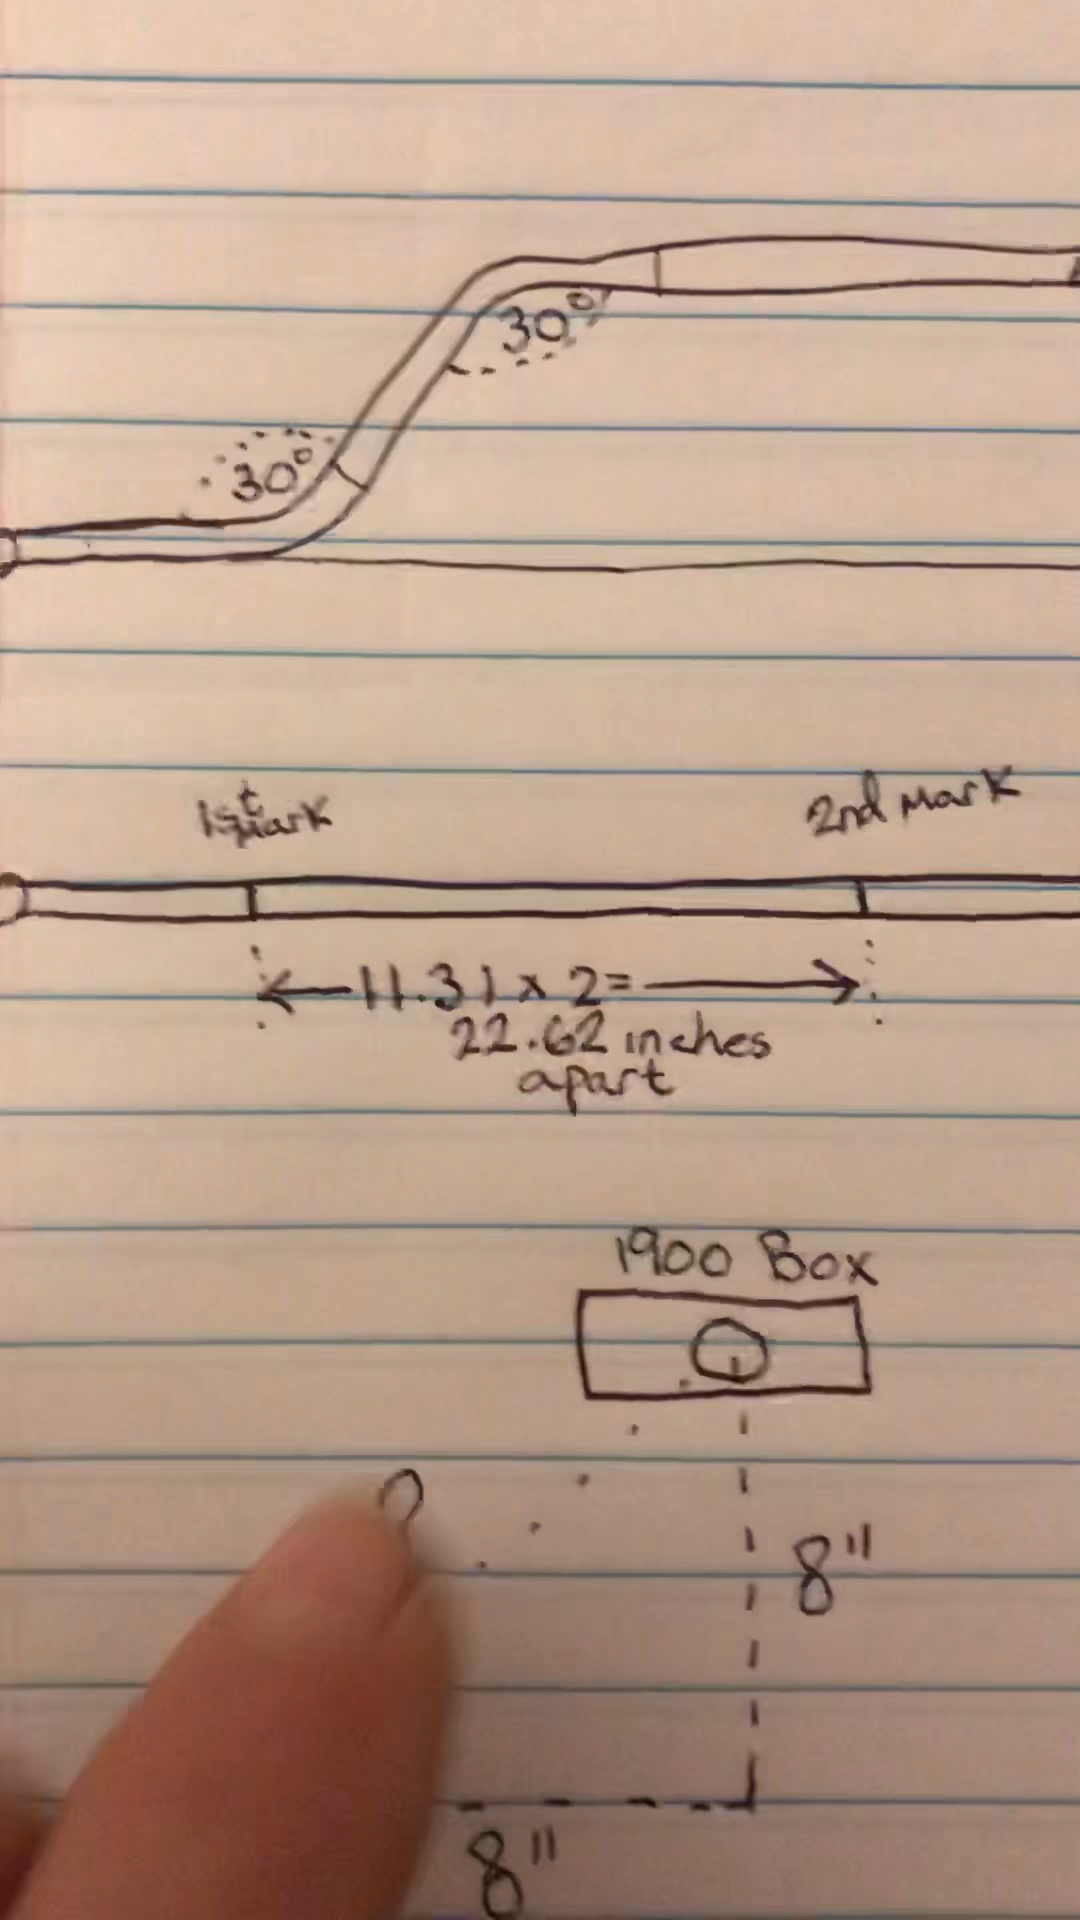 30°
30°
1st Mark
2nd Mark
11.31 x 2=
22.62 inches
apart
1900 Box
8"
8"